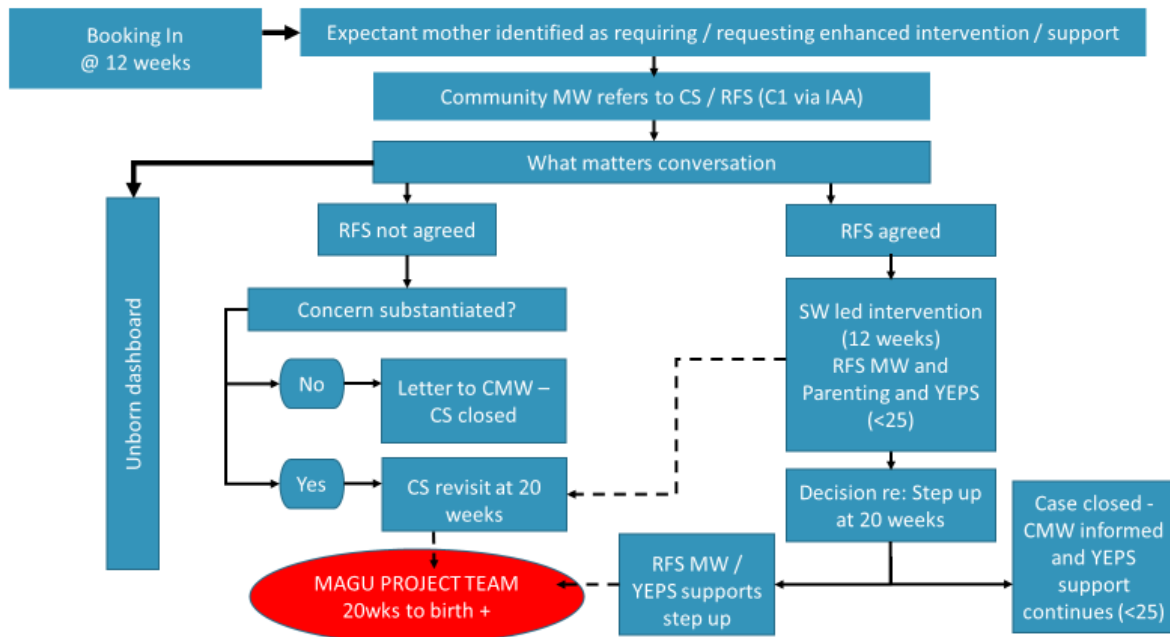 Booking In
@ 12 weeks
Expectant mother identified as requiring / requesting enhanced intervention / support
Community MW refers to CS / RFS (C1 via IAA)
What matters conversation
Unborn dashboard
RFS not agreed
RFS agreed
Concern substantiated?
SW led intervention
(12 weeks)
RFS MW and
Parenting and YEPS
(<25)
No
Letter to CMW –
CS closed
Yes
CS revisit at 20
weeks
Decision re: Step up
at 20 weeks
Case closed -
CMW informed
and YEPS
support
continues (<25)
RFS MW /
YEPS supports
step up
MAGU PROJECT TEAM
20wks to birth +